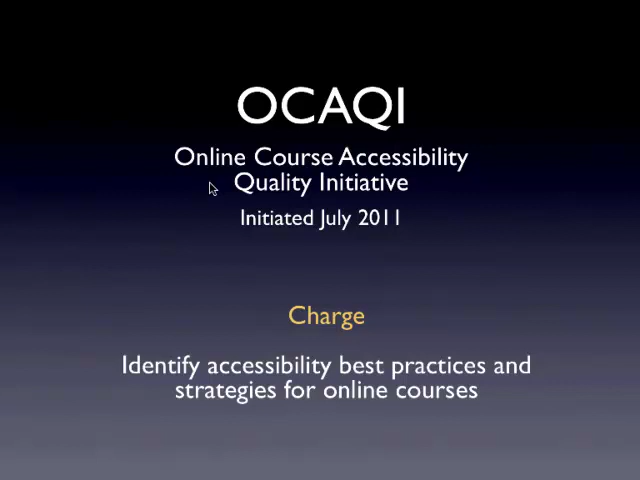 OCAQI
Online Course Accessibility
Quality Initiative
Initiated July 2011
Charge
Identify accessibility best practices and
strategies for online courses